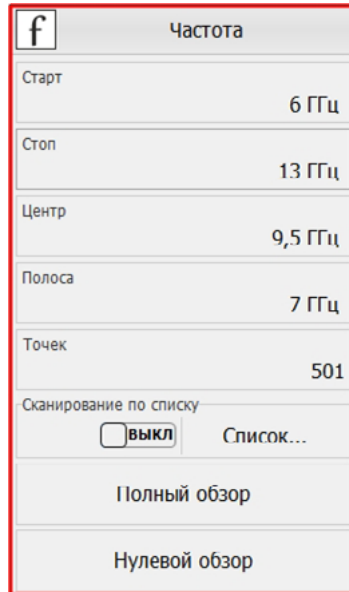 f Частота
Старт
6 ГГц
Стоп
13 ГГц
Центр
9,5 ГГц
Полоса
7 ГГц
Точек
501
Сканирование по списку
выкл Список...
Полный обзор
Нулевой обзор